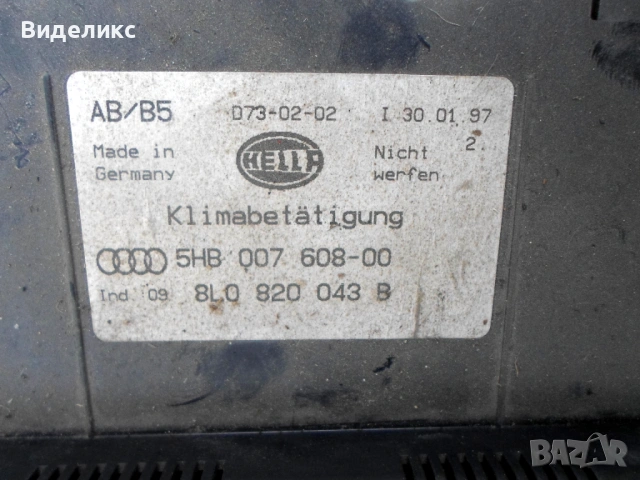 Виделикс
AB/B5 D73-02-02 I 30.01.97
2.
Made in Germany
HELLA
Nicht werfen
Klimabetätigung
5HB 007 608-00
Ind 09 8L0 820 043 B
BAZAR